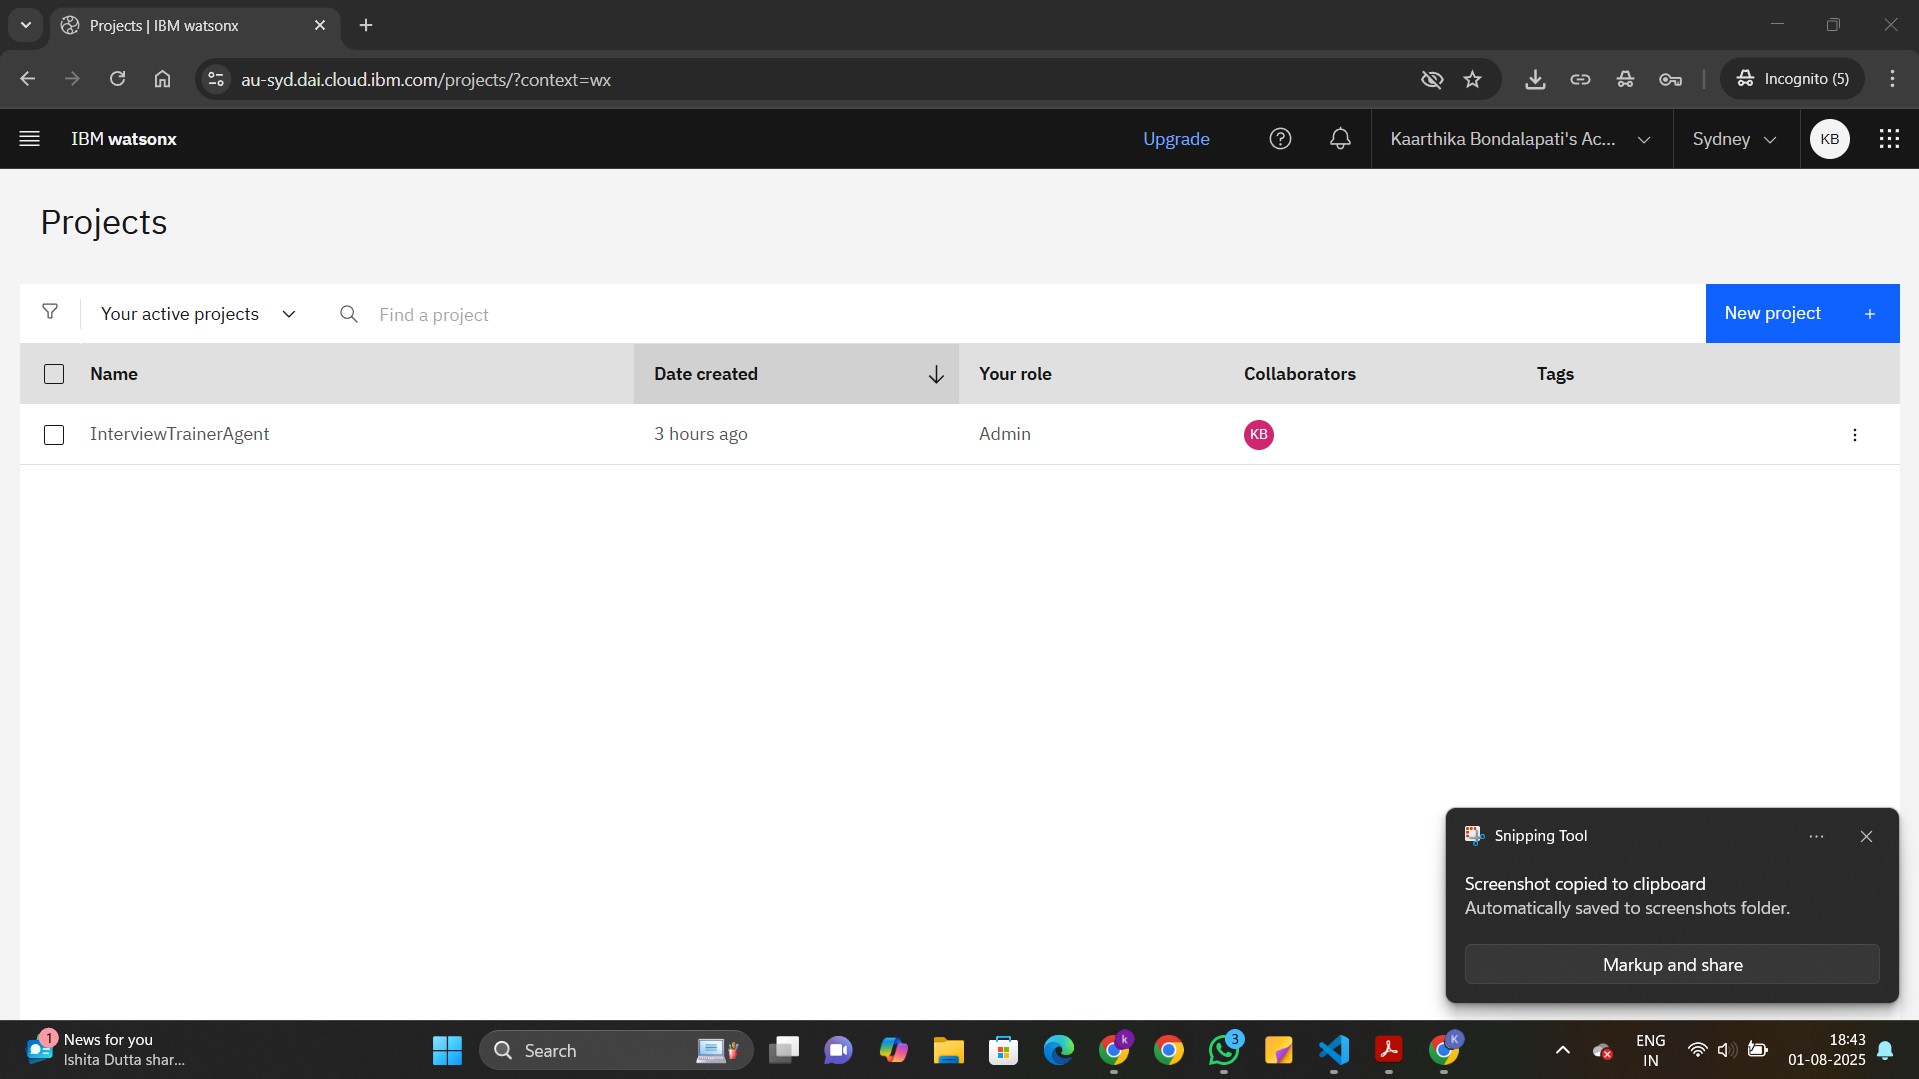 Projects | IBM watsonx
au-syd.dai.cloud.ibm.com/projects/?context=wx
Incognito (5)
IBM watsonx
Upgrade
Kaarthika Bondalapati's Ac...
Sydney
KB
Projects
Your active projects
Find a project
New project +
Name
Date created
Your role
Collaborators
Tags
InterviewTrainerAgent
3 hours ago
Admin
KB
Snipping Tool
Screenshot copied to clipboard
Automatically saved to screenshots folder.
Markup and share
1
News for you
Ishita Dutta shar...
Search
k
3
K
ENG
IN
18:43
01-08-2025